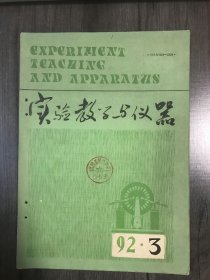 EXPERIMENT
TEACHING
AND APPARATUS
实验教学与仪器
92·3